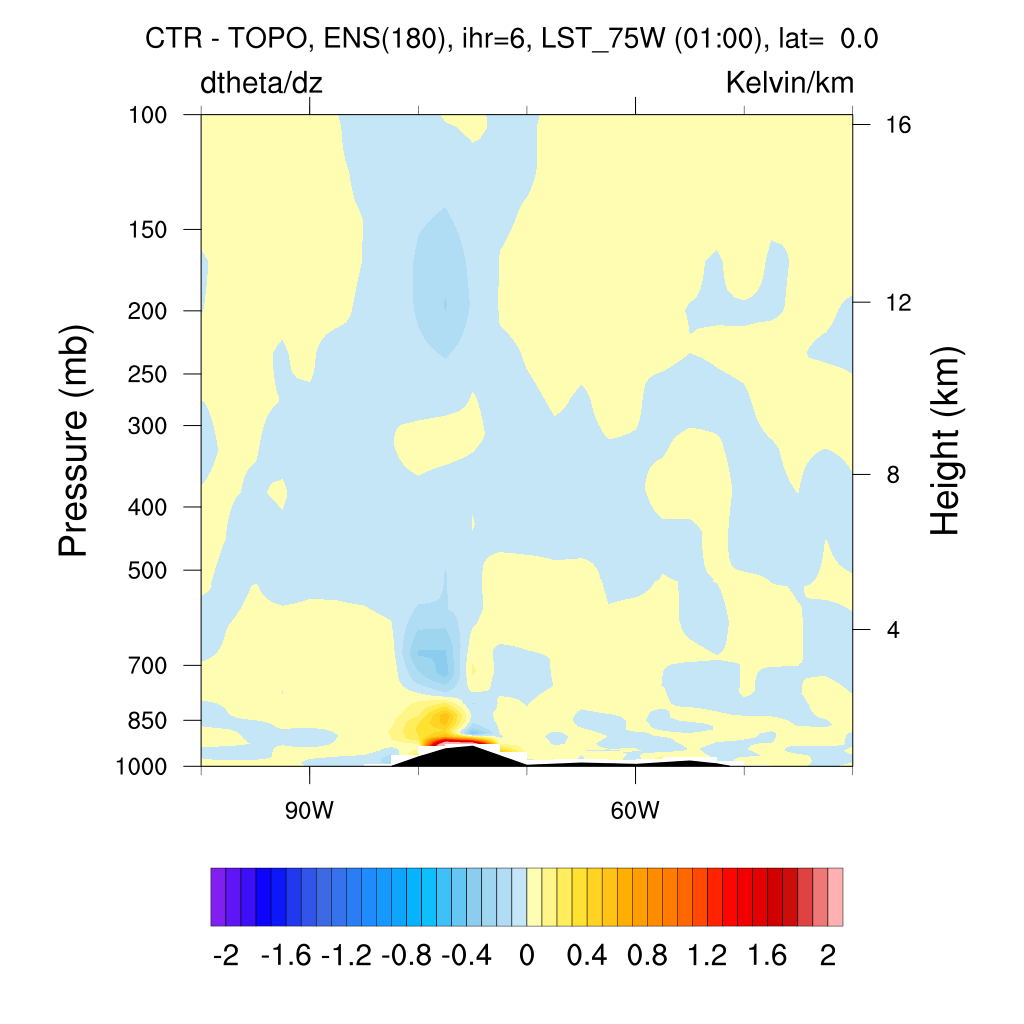 CTR - TOPO, ENS(180), ihr=6, LST_75W (01:00), lat=  0.0
dtheta/dz Kelvin/km
100
150
200
250
300
400
500
700
850
1000
Pressure (mb)
16
12
8
4
Height (km)
90W 60W
-2 -1.6 -1.2 -0.8 -0.4 0 0.4 0.8 1.2 1.6 2